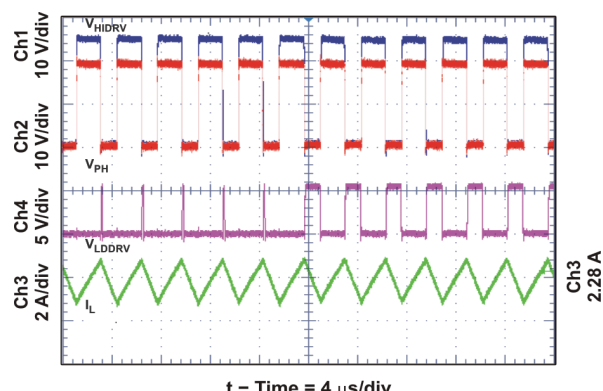 Ch1
10 V/div
V_HIDRV
Ch2
10 V/div
V_PH
Ch4
5 V/div
V_LDDRV
Ch3
2 A/div
I_L
Ch3
2.28 A
t – Time = 4 μs/div